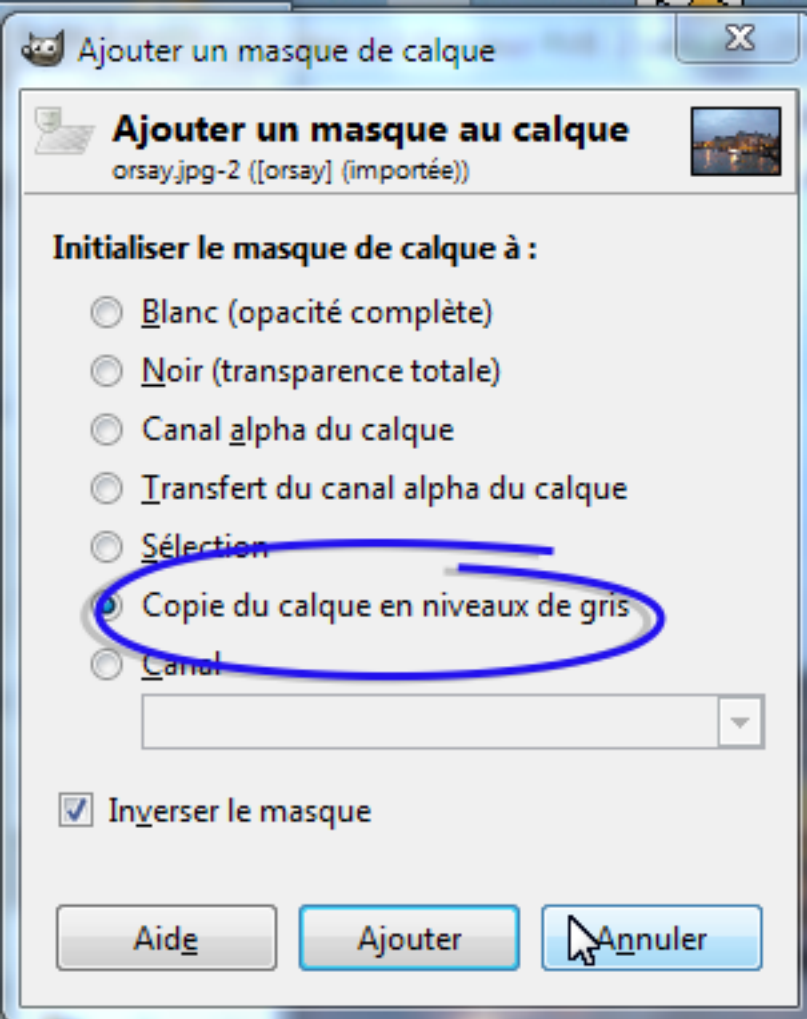 Ajouter un masque de calque
Ajouter un masque au calque
orsay.jpg-2 ([orsay] (importée))
Initialiser le masque de calque à :
Blanc (opacité complète)
Noir (transparence totale)
Canal alpha du calque
Transfert du canal alpha du calque
Sélection
Copie du calque en niveaux de gris
Canal
Inverser le masque
Aide
Ajouter
Annuler